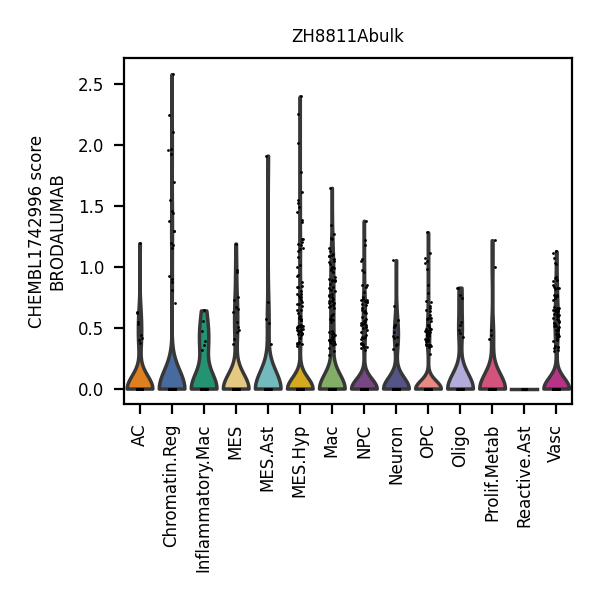 ZH8811Abulk
CHEMBL1742996 score
BRODALUMAB
2.5
2.0
1.5
1.0
0.5
0.0
AC
Chromatin.Reg
Inflammatory.Mac
MES
MES.Ast
MES.Hyp
Mac
NPC
Neuron
OPC
Oligo
Prolif.Metab
Reactive.Ast
Vasc